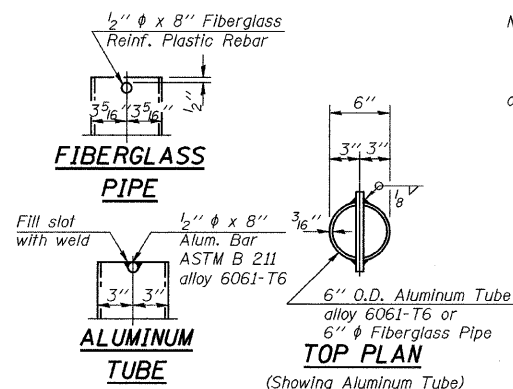 1/2" φ x 8" Fiberglass
Reinf. Plastic Rebar
3 5/16" 3 5/16"
1/2"
FIBERGLASS
PIPE
Fill slot
with weld
1/2" φ x 8"
Alum. Bar
ASTM B 211
alloy 6061-T6
3" 3"
ALUMINUM
TUBE
6"
3" 3"
1/8 V
3/16"
6" O.D. Aluminum Tube
alloy 6061-T6 or
6" φ Fiberglass Pipe
TOP PLAN
(Showing Aluminum Tube)